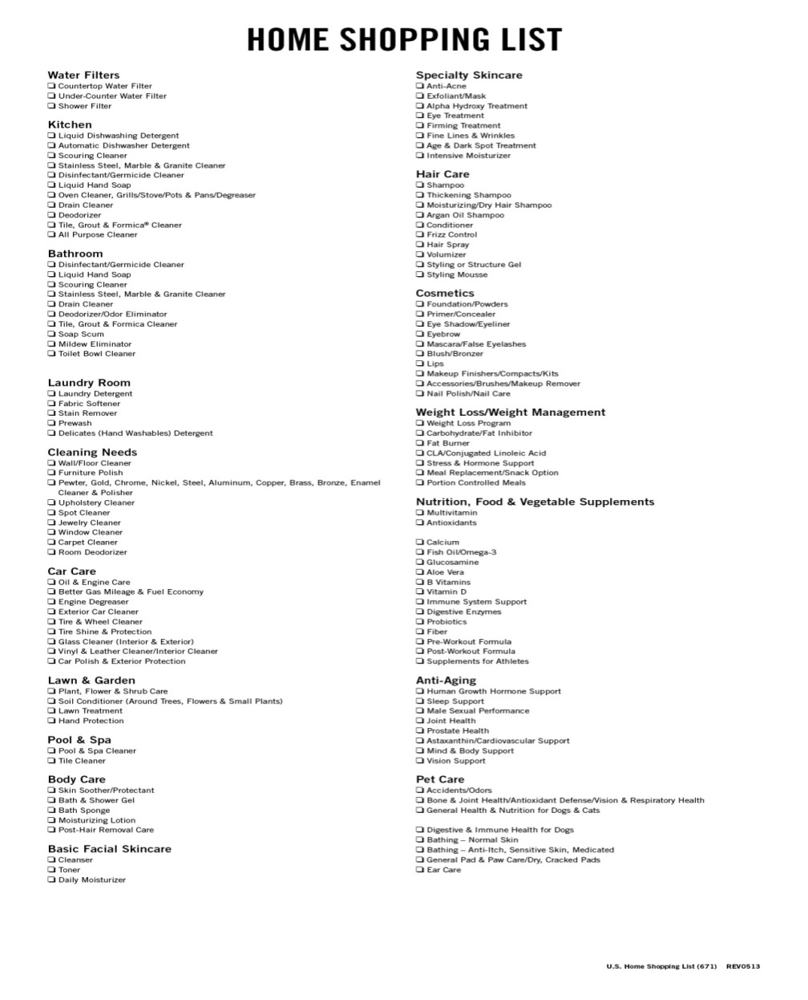 HOME SHOPPING LIST
Water Filters
❏ Countertop Water Filter
❏ Under-Counter Water Filter
❏ Shower Filter
Kitchen
❏ Liquid Dishwashing Detergent
❏ Automatic Dishwasher Detergent
❏ Scouring Cleaner
❏ Stainless Steel, Marble & Granite Cleaner
❏ Disinfectant/Germicide Cleaner
❏ Liquid Hand Soap
❏ Oven Cleaner, Grills/Stove/Pots & Pans/Degreaser
❏ Drain Cleaner
❏ Deodorizer
❏ Tile, Grout & Formica® Cleaner
❏ All Purpose Cleaner
Bathroom
❏ Disinfectant/Germicide Cleaner
❏ Liquid Hand Soap
❏ Scouring Cleaner
❏ Stainless Steel, Marble & Granite Cleaner
❏ Drain Cleaner
❏ Deodorizer/Odor Eliminator
❏ Tile, Grout & Formica Cleaner
❏ Soap Scum
❏ Mildew Eliminator
❏ Toilet Bowl Cleaner
Laundry Room
❏ Laundry Detergent
❏ Fabric Softener
❏ Stain Remover
❏ Prewash
❏ Delicates (Hand Washables) Detergent
Cleaning Needs
❏ Wall/Floor Cleaner
❏ Furniture Polish
❏ Pewter, Gold, Chrome, Nickel, Steel, Aluminum, Copper, Brass, Bronze, Enamel
Cleaner & Polisher
❏ Upholstery Cleaner
❏ Spot Cleaner
❏ Jewelry Cleaner
❏ Window Cleaner
❏ Carpet Cleaner
❏ Room Deodorizer
Car Care
❏ Oil & Engine Care
❏ Better Gas Mileage & Fuel Economy
❏ Engine Degreaser
❏ Exterior Car Cleaner
❏ Tire & Wheel Cleaner
❏ Tire Shine & Protection
❏ Glass Cleaner (Interior & Exterior)
❏ Vinyl & Leather Cleaner/Interior Cleaner
❏ Car Polish & Exterior Protection
Lawn & Garden
❏ Plant, Flower & Shrub Care
❏ Soil Conditioner (Around Trees, Flowers & Small Plants)
❏ Lawn Treatment
❏ Hand Protection
Pool & Spa
❏ Pool & Spa Cleaner
❏ Tile Cleaner
Body Care
❏ Skin Soother/Protectant
❏ Bath & Shower Gel
❏ Bath Sponge
❏ Moisturizing Lotion
❏ Post-Hair Removal Care
Basic Facial Skincare
❏ Cleanser
❏ Toner
❏ Daily Moisturizer
Specialty Skincare
❏ Anti-Acne
❏ Exfoliant/Mask
❏ Alpha Hydroxy Treatment
❏ Eye Treatment
❏ Firming Treatment
❏ Fine Lines & Wrinkles
❏ Age & Dark Spot Treatment
❏ Intensive Moisturizer
Hair Care
❏ Shampoo
❏ Thickening Shampoo
❏ Moisturizing/Dry Hair Shampoo
❏ Argan Oil Shampoo
❏ Conditioner
❏ Frizz Control
❏ Hair Spray
❏ Volumizer
❏ Styling or Structure Gel
❏ Styling Mousse
Cosmetics
❏ Foundation/Powders
❏ Primer/Concealer
❏ Eye Shadow/Eyeliner
❏ Eyebrow
❏ Mascara/False Eyelashes
❏ Blush/Bronzer
❏ Lips
❏ Makeup Finishers/Compacts/Kits
❏ Accessories/Brushes/Makeup Remover
❏ Nail Polish/Nail Care
Weight Loss/Weight Management
❏ Weight Loss Program
❏ Carbohydrate/Fat Inhibitor
❏ Fat Burner
❏ CLA/Conjugated Linoleic Acid
❏ Stress & Hormone Support
❏ Meal Replacement/Snack Option
❏ Portion Controlled Meals
Nutrition, Food & Vegetable Supplements
❏ Multivitamin
❏ Antioxidants
❏ Calcium
❏ Fish Oil/Omega-3
❏ Glucosamine
❏ Aloe Vera
❏ B Vitamins
❏ Vitamin D
❏ Immune System Support
❏ Digestive Enzymes
❏ Probiotics
❏ Fiber
❏ Pre-Workout Formula
❏ Post-Workout Formula
❏ Supplements for Athletes
Anti-Aging
❏ Human Growth Hormone Support
❏ Sleep Support
❏ Male Sexual Performance
❏ Joint Health
❏ Prostate Health
❏ Astaxanthin/Cardiovascular Support
❏ Mind & Body Support
❏ Vision Support
Pet Care
❏ Accidents/Odors
❏ Bone & Joint Health/Antioxidant Defense/Vision & Respiratory Health
❏ General Health & Nutrition for Dogs & Cats
❏ Digestive & Immune Health for Dogs
❏ Bathing – Normal Skin
❏ Bathing – Anti-Itch, Sensitive Skin, Medicated
❏ General Pad & Paw Care/Dry, Cracked Pads
❏ Ear Care
U.S. Home Shopping List (671) REV0513